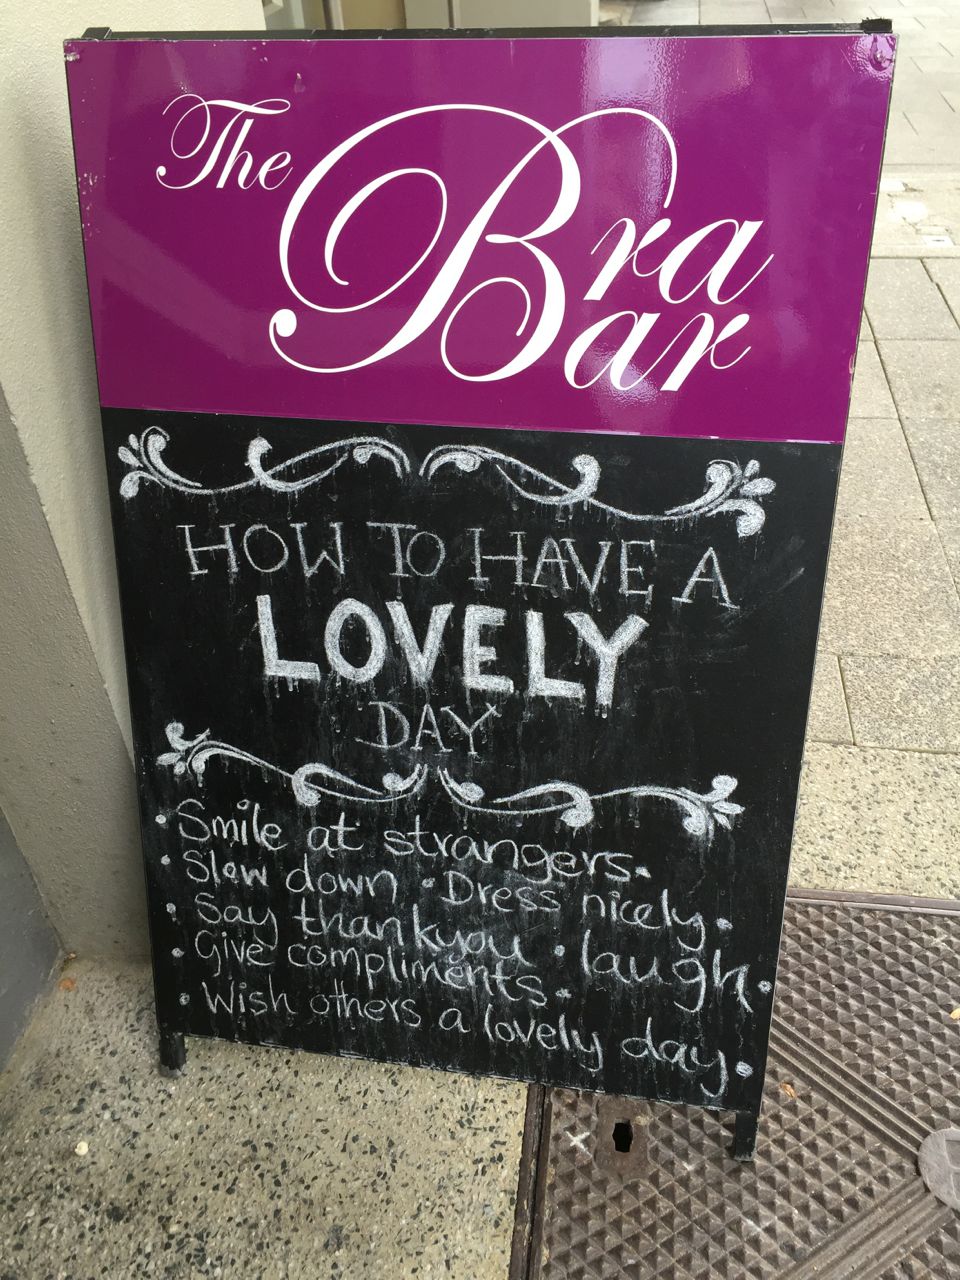 The Bra
Bar
HOW TO HAVE A
LOVELY
DAY
• Smile at strangers •
• Slow down • Dress nicely •
• Say thankyou • laugh •
• Give compliments •
• Wish others a lovely day •